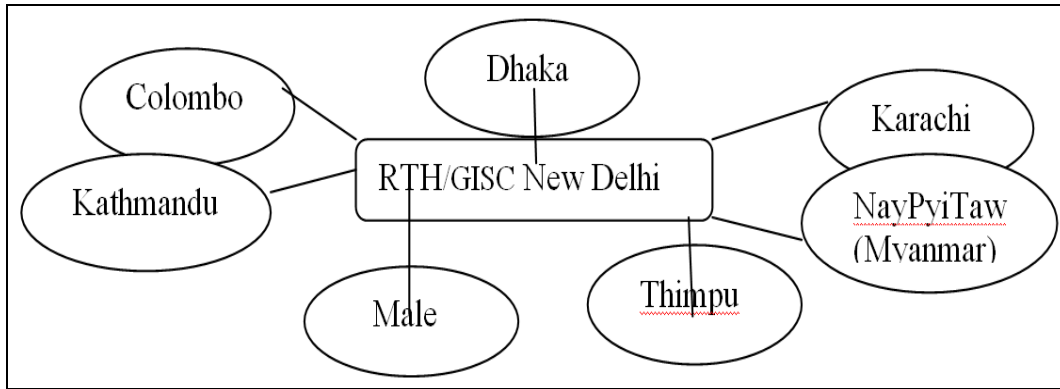 Dhaka
Colombo
Karachi
RTH/GISC New Delhi
Kathmandu
NayPyiTaw
(Myanmar)
Male
Thimpu